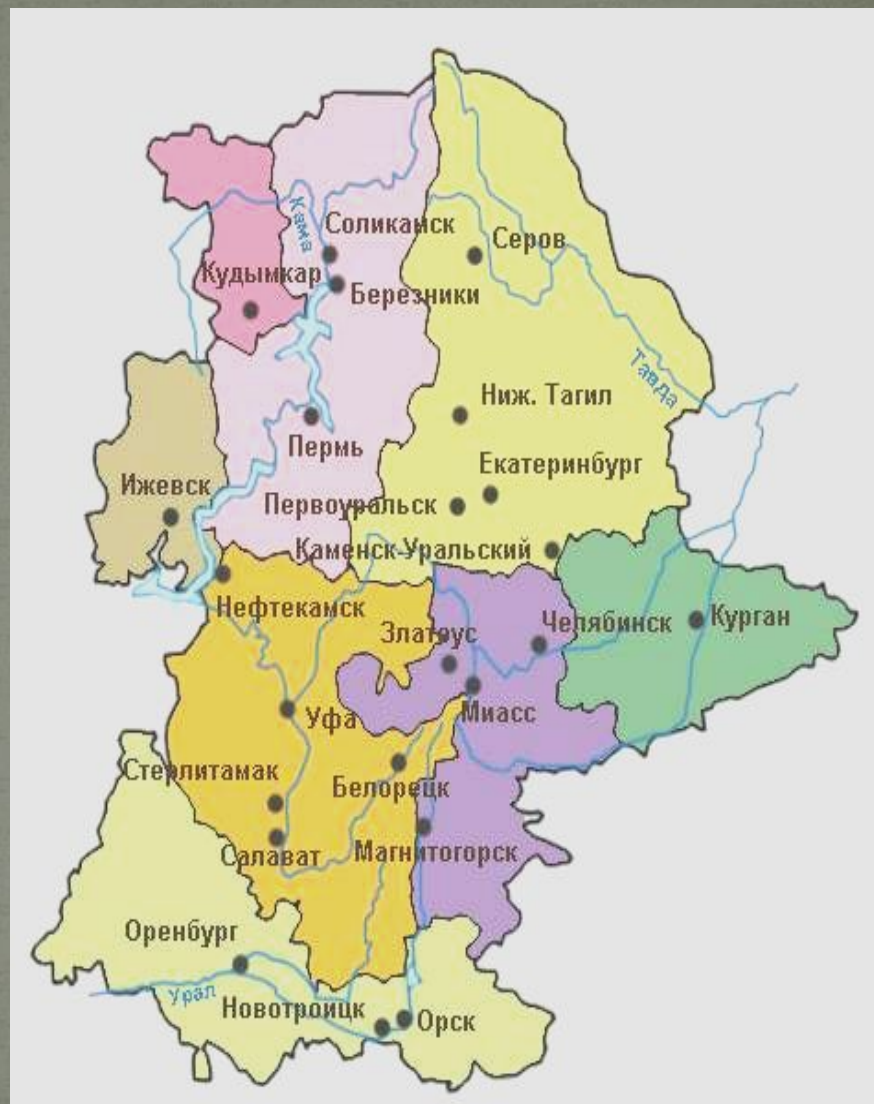 Кама
Соликамск
Серов
Кудымкар
Березники
Тавда
Ниж. Тагил
Пермь
Екатеринбург
Ижевск
Первоуральск
Каменск-Уральский
Нефтекамск
Златоус
Челябинск
Курган
Уфа
Миасс
Стерлитамак
Белорецк
Салават
Магнитогорск
Оренбург
Урал
Новотроицк
Орск